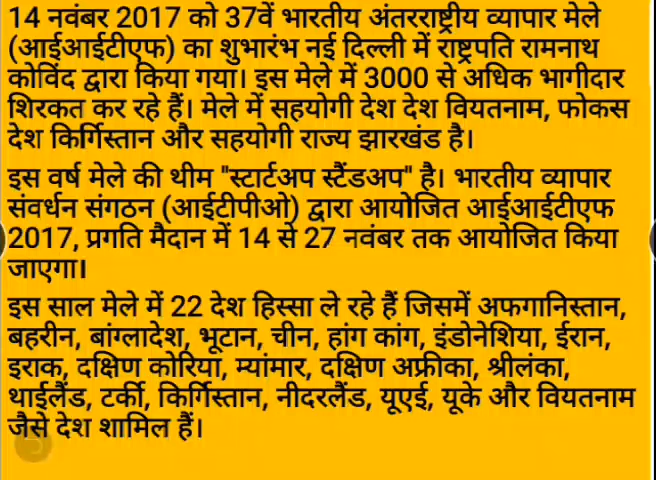 14 नवंबर 2017 को 37वें भारतीय अंतरराष्ट्रीय व्यापार मेले
(आईआईटीएफ) का शुभारंभ नई दिल्ली में राष्ट्रपति रामनाथ
कोविंद द्वारा किया गया। इस मेले में 3000 से अधिक भागीदार
शिरकत कर रहे हैं। मेले में सहयोगी देश देश वियतनाम, फोकस
देश किर्गिस्तान और सहयोगी राज्य झारखंड है।
इस वर्ष मेले की थीम "स्टार्टअप स्टैंडअप" है। भारतीय व्यापार
संवर्धन संगठन (आईटीपीओ) द्वारा आयोजित आईआईटीएफ
2017, प्रगति मैदान में 14 से 27 नवंबर तक आयोजित किया
जाएगा।
इस साल मेले में 22 देश हिस्सा ले रहे हैं जिसमें अफगानिस्तान,
बहरीन, बांग्लादेश, भूटान, चीन, हांग कांग, इंडोनेशिया, ईरान,
इराक, दक्षिण कोरिया, म्यांमार, दक्षिण अफ्रीका, श्रीलंका,
थाईलैंड, टर्की, किर्गिस्तान, नीदरलैंड, यूएई, यूके और वियतनाम
जैसे देश शामिल हैं।